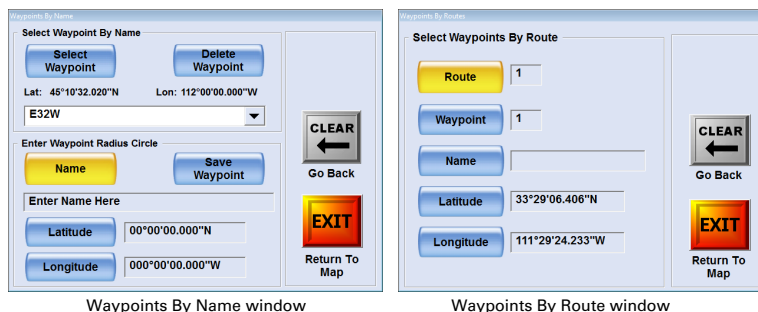 Waypoints By Name
Select Waypoint By Name
Select Waypoint
Delete Waypoint
Lat: 45°10'32.020"N Lon: 112°00'00.000"W
E32W
Enter Waypoint Radius Circle
Name
Save Waypoint
Enter Name Here
Latitude 00°00'00.000"N
Longitude 000°00'00.000"W
CLEAR
Go Back
EXIT
Return To
Map
Waypoints By Name window
Waypoints By Routes
Select Waypoints By Route
Route 1
Waypoint 1
Name
Latitude 33°29'06.406"N
Longitude 111°29'24.233"W
CLEAR
Go Back
EXIT
Return To
Map
Waypoints By Route window